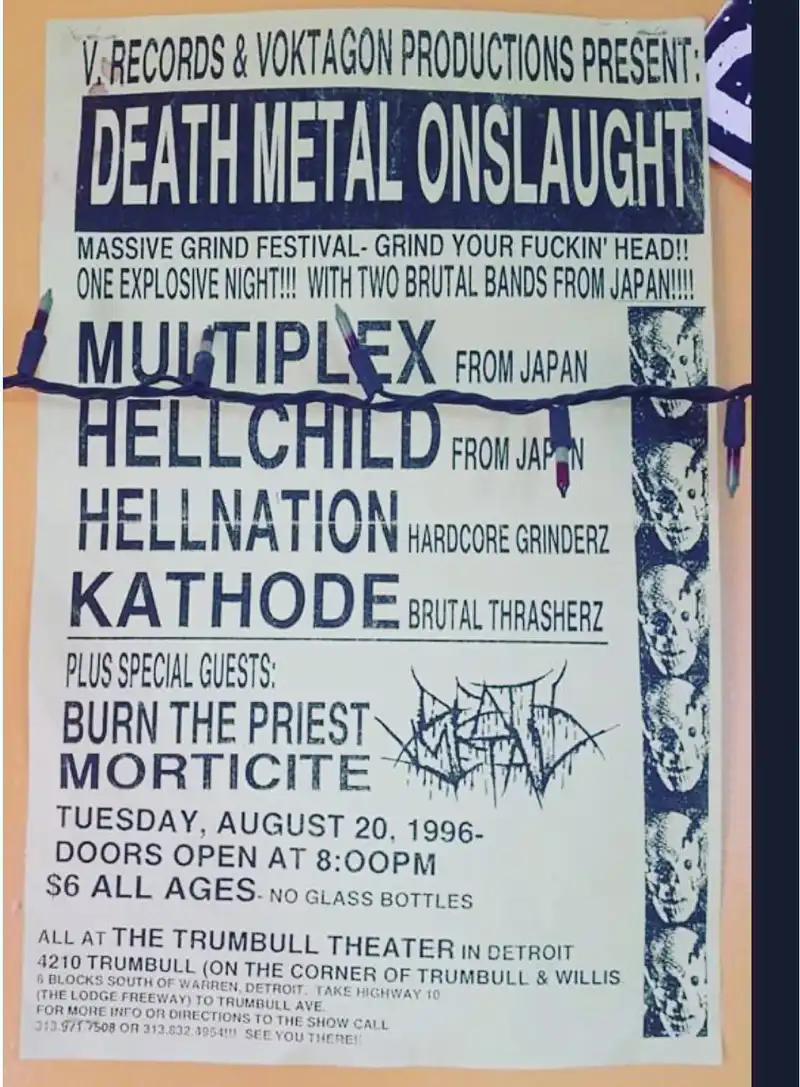 V. RECORDS & VOKTAGON PRODUCTIONS PRESENT:
DEATH METAL ONSLAUGHT
MASSIVE GRIND FESTIVAL- GRIND YOUR FUCKIN' HEAD!!
ONE EXPLOSIVE NIGHT!!! WITH TWO BRUTAL BANDS FROM JAPAN!!!!
MULTIPLEX FROM JAPAN
HELLCHILD FROM JAPAN
HELLNATION HARDCORE GRINDERZ
KATHODE BRUTAL THRASHERZ
PLUS SPECIAL GUESTS:
BURN THE PRIEST
MORTICITE
DEATH
METAL
TUESDAY, AUGUST 20, 1996-
DOORS OPEN AT 8:00PM
$6 ALL AGES- NO GLASS BOTTLES
ALL AT THE TRUMBULL THEATER IN DETROIT
4210 TRUMBULL (ON THE CORNER OF TRUMBULL & WILLIS
6 BLOCKS SOUTH OF WARREN, DETROIT. TAKE HIGHWAY 10
(THE LODGE FREEWAY) TO TRUMBULL AVE.
FOR MORE INFO OR DIRECTIONS TO THE SHOW CALL
OR 313.832.4954!!! SEE YOU THERE!!